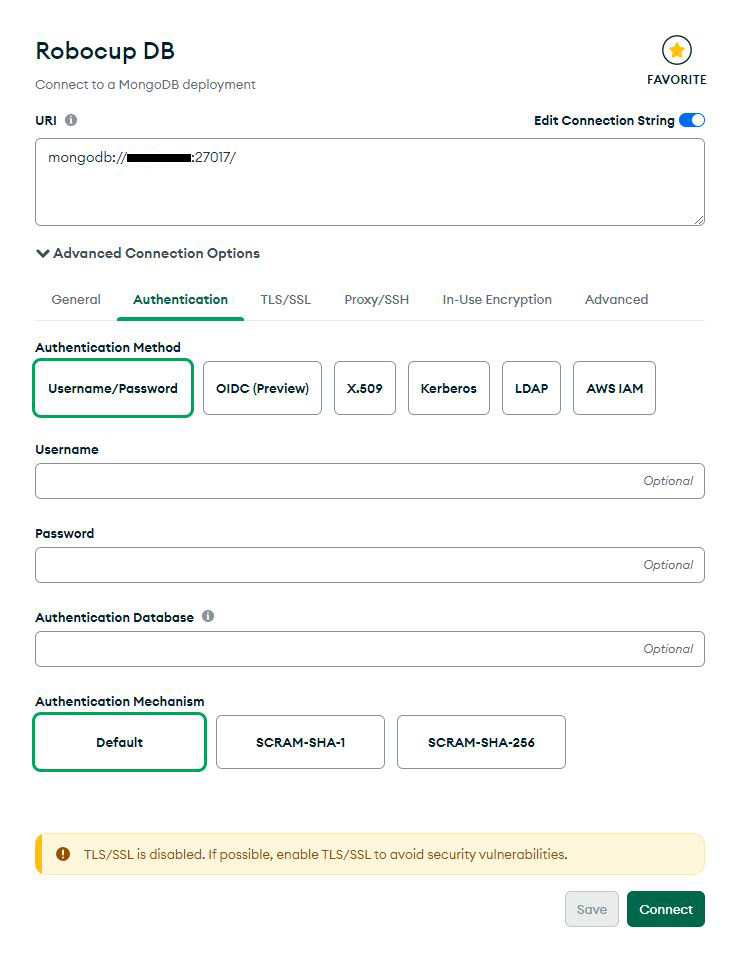 Robocup DB
Connect to a MongoDB deployment
FAVORITE
URI
Edit Connection String
mongodb://:27017/
Advanced Connection Options
General Authentication TLS/SSL Proxy/SSH In-Use Encryption Advanced
Authentication Method
Username/Password OIDC (Preview) X.509 Kerberos LDAP AWS IAM
Username
Optional
Password
Optional
Authentication Database
Optional
Authentication Mechanism
Default SCRAM-SHA-1 SCRAM-SHA-256
TLS/SSL is disabled. If possible, enable TLS/SSL to avoid security vulnerabilities.
Save Connect